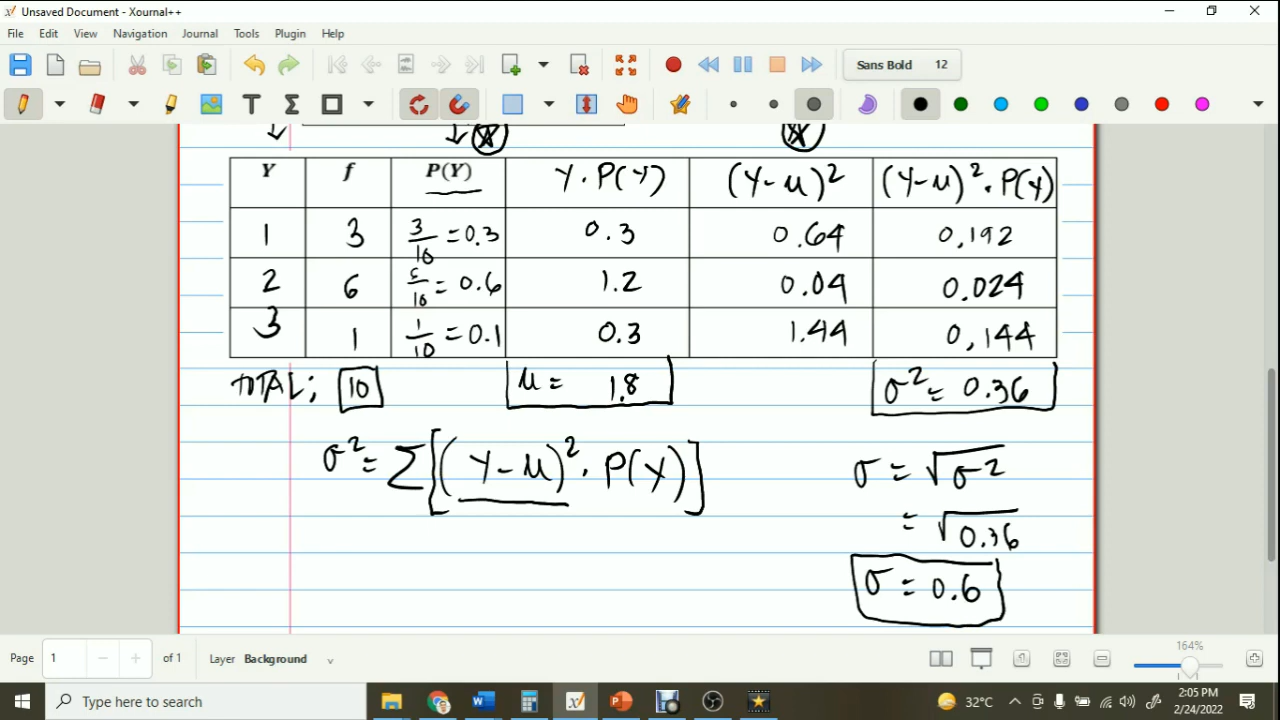 Unsaved Document - Xournal++
File Edit View Navigation Journal Tools Plugin Help
Sans Bold 12
Y f P(Y) Y·P(Y) (Y-μ)² (Y-μ)²·P(Y)
1 3 3/10 = 0.3 0.3 0.64 0,192
2 6 6/10 = 0.6 1.2 0.04 0.024
3 1 1/10 = 0.1 0.3 1.44 0,144
TOTAL; 10 μ = 1.8 σ² = 0.36
σ² = Σ[(Y-μ)²·P(Y)]
σ = √σ²
= √0.36
σ = 0.6
Page 1 of 1 Layer Background 164%
Type here to search
32°C
2:05 PM
2/24/2022